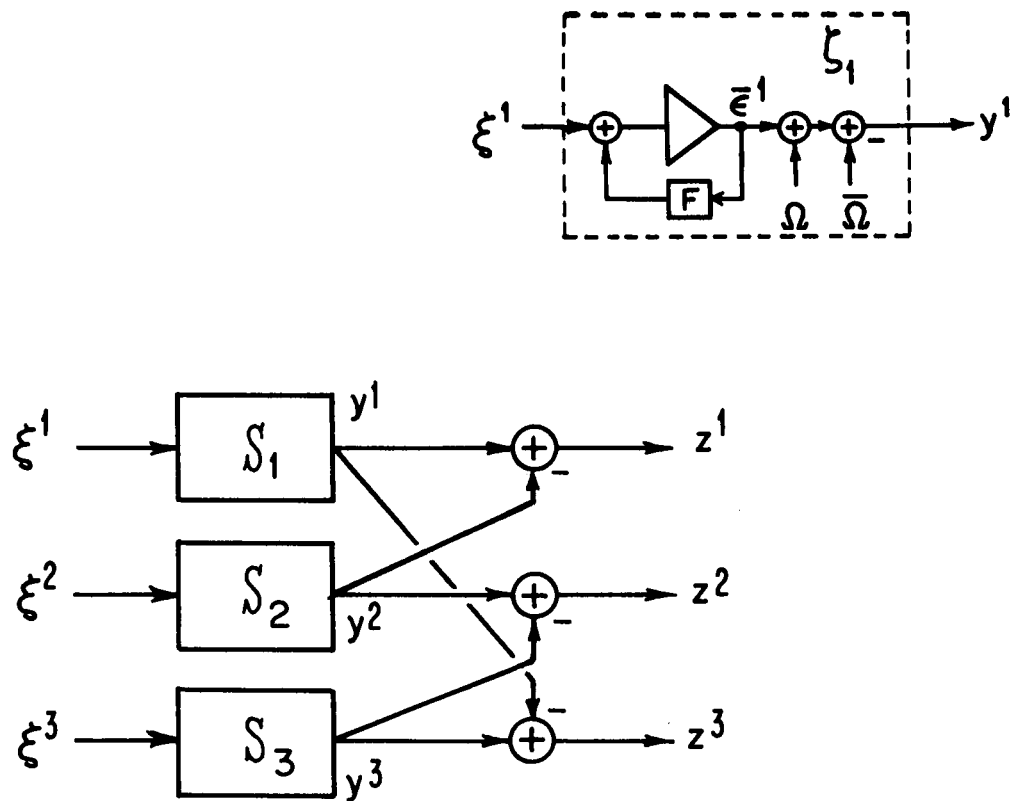 ζ₁
ξ¹ + ε̄¹ + + − y¹
F Ω Ω̄
ξ¹ S₁ y¹ + − z¹
ξ² S₂ y² + − z²
ξ³ S₃ y³ − + z³